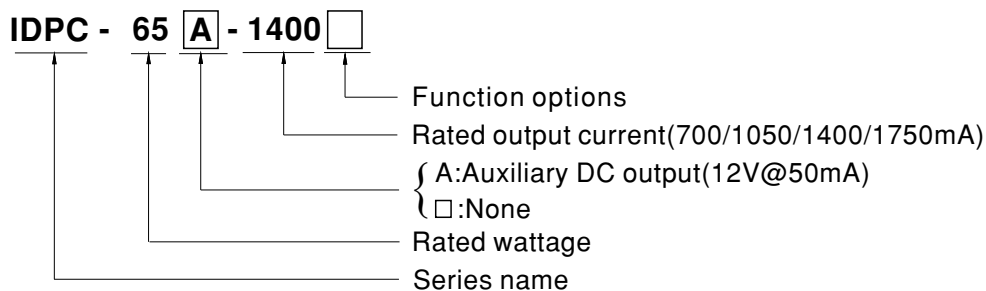 IDPC - 65 A - 1400
Function options
Rated output current(700/1050/1400/1750mA)
A:Auxiliary DC output(12V@50mA)
□:None
Rated wattage
Series name